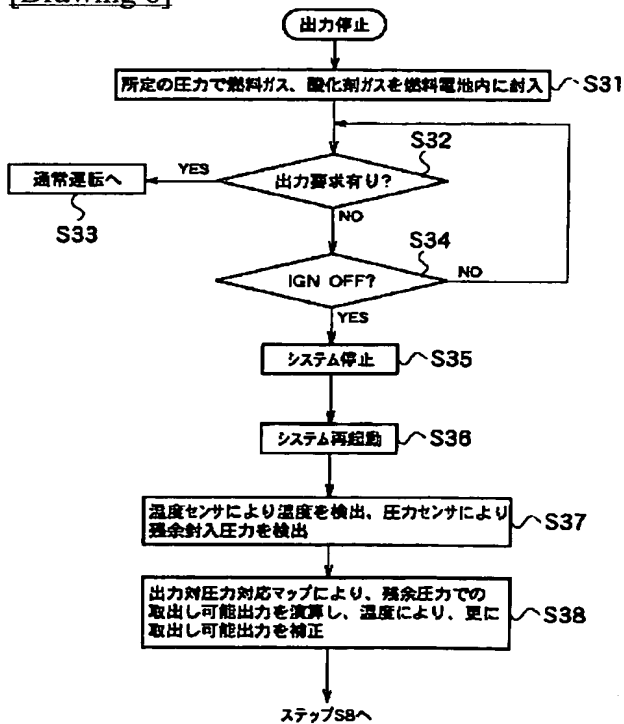 [Drawing 6]
出力停止
所定の圧力で燃料ガス、酸化剤ガスを燃料電池内に封入
S31
S32
YES
出力要求有り?
通常運転へ
S33
NO
S34
IGN OFF?
NO
YES
システム停止
S35
システム再起動
S36
温度センサにより温度を検出、圧力センサにより
残余封入圧力を検出
S37
出力対圧力対応マップにより、残余圧力での
取出し可能出力を演算し、温度により、更に
取出し可能出力を補正
S38
ステップS8へ